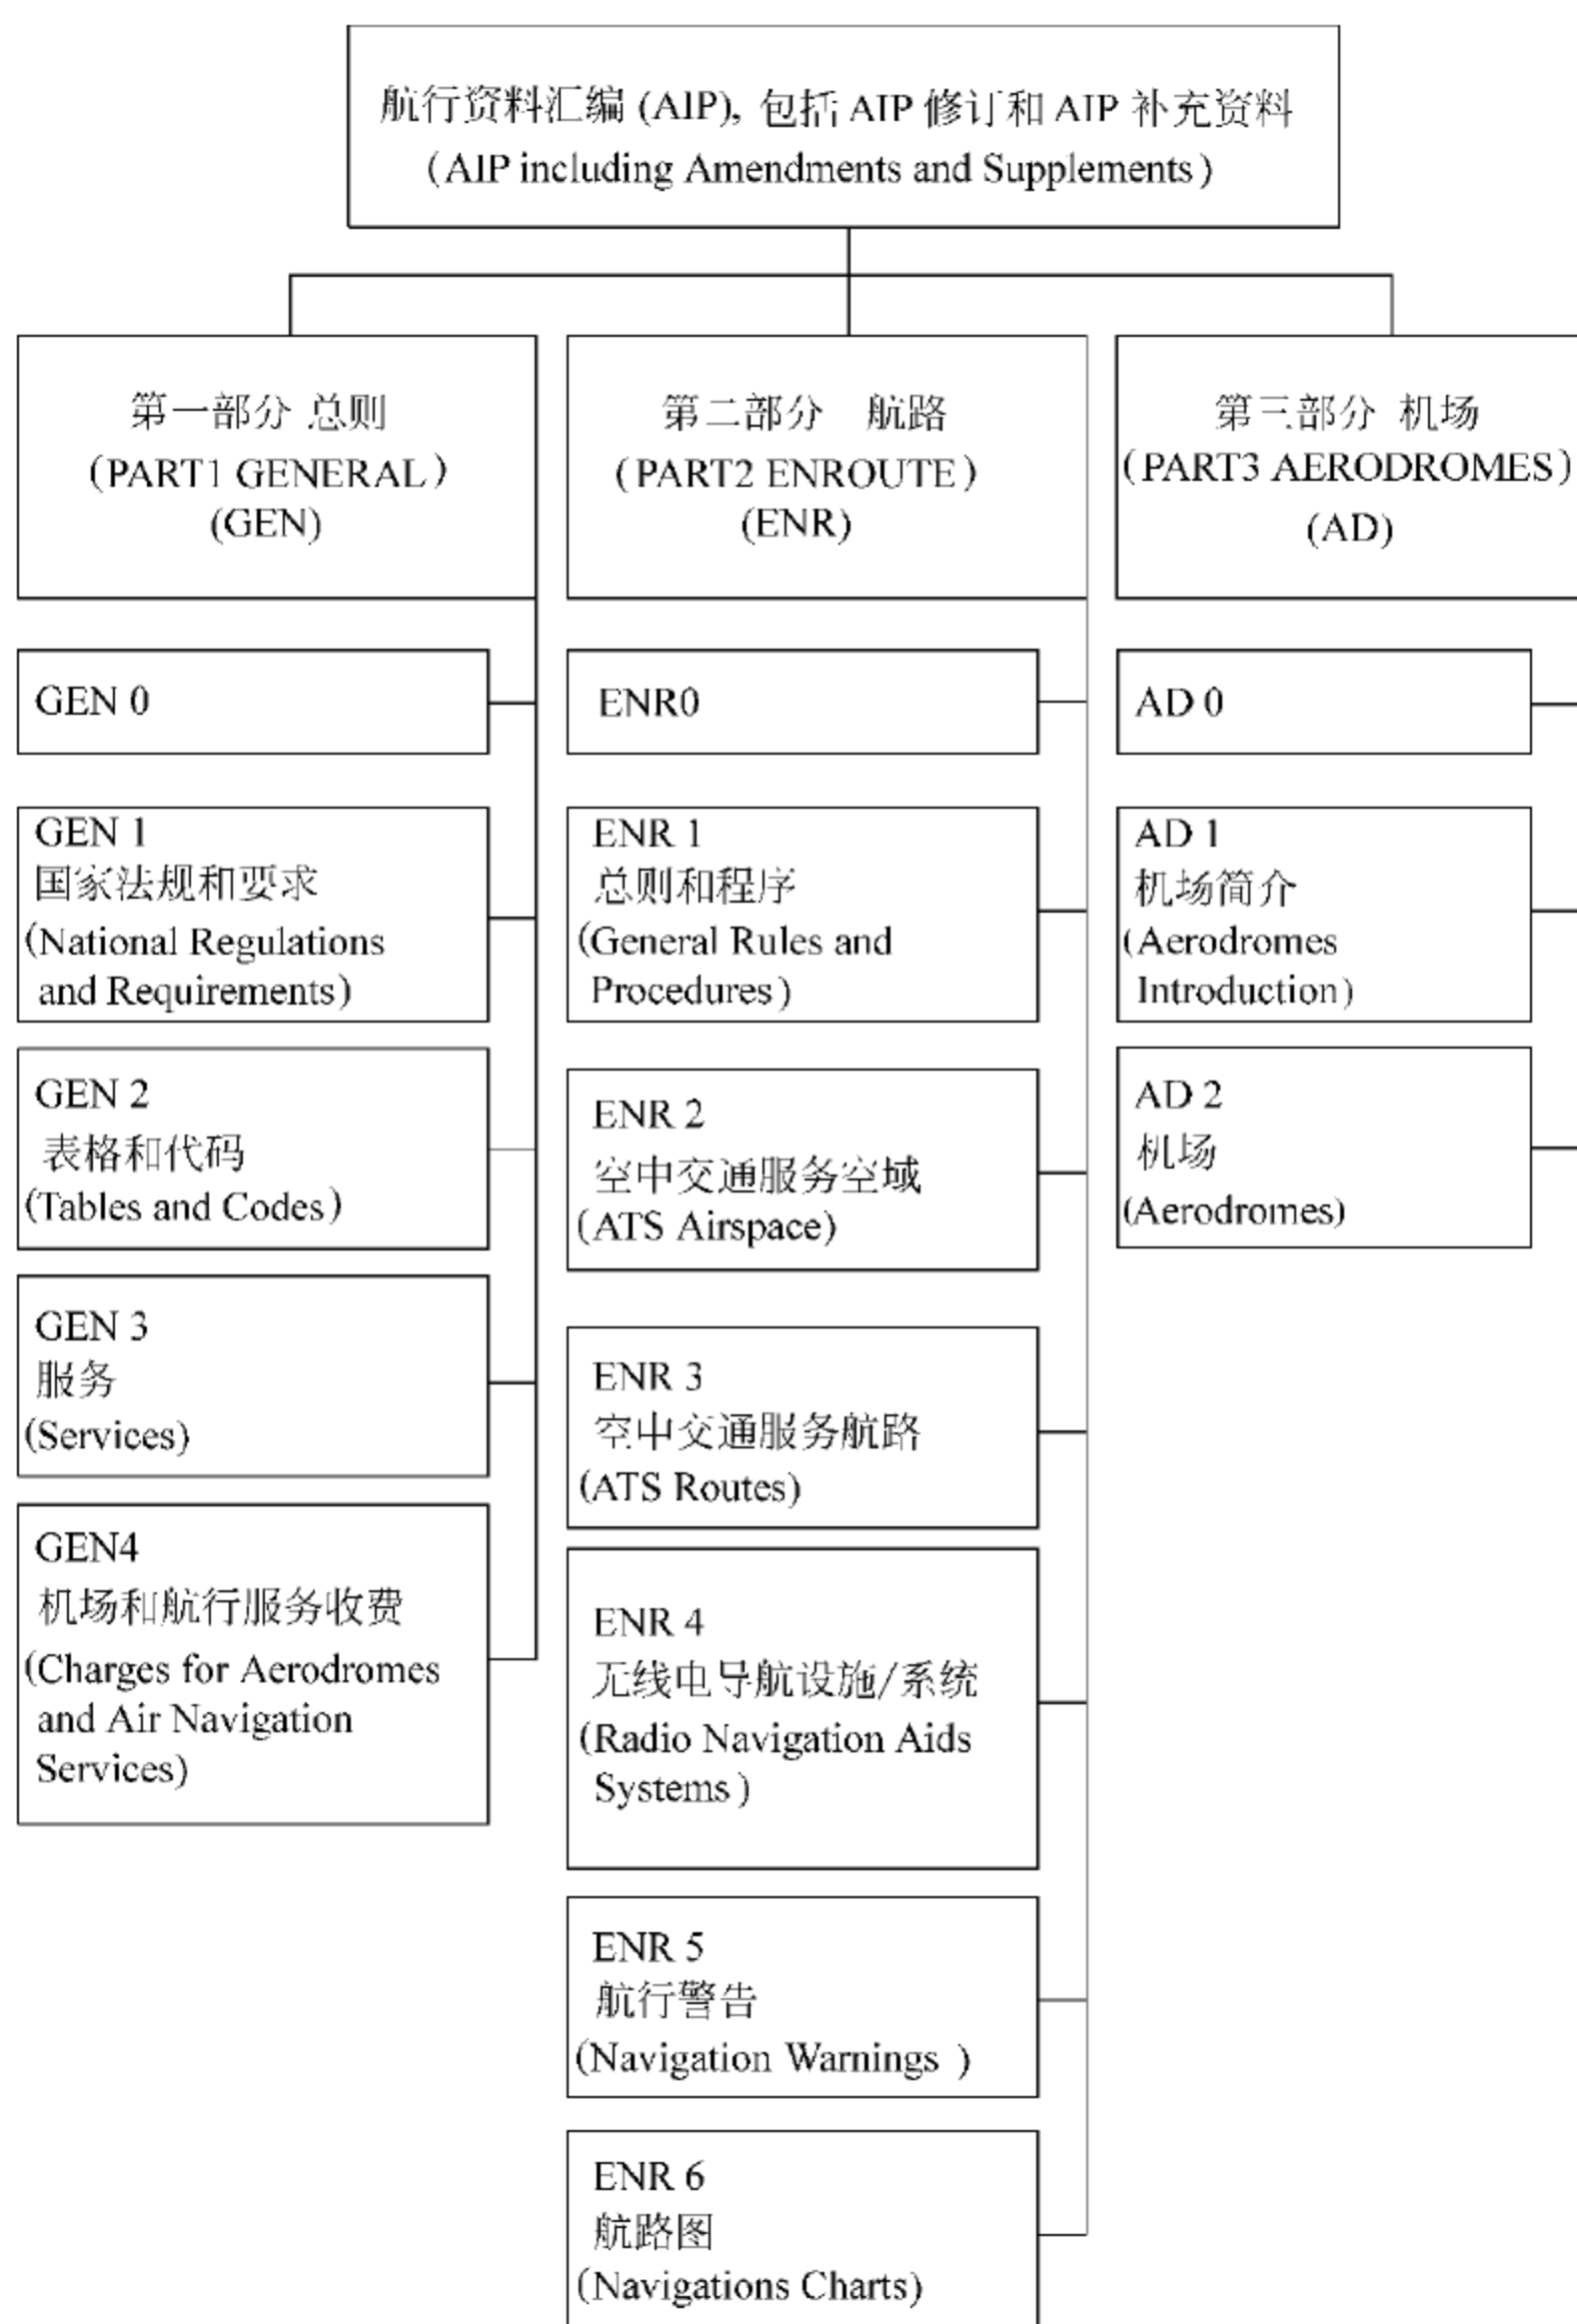 航行资料汇编 (AIP), 包括 AIP 修订和 AIP 补充资料
(AIP including Amendments and Supplements)
第一部分 总则
(PART1 GENERAL)
(GEN)
GEN 0
GEN 1
国家法规和要求
(National Regulations
and Requirements)
GEN 2
表格和代码
(Tables and Codes)
GEN 3
服务
(Services)
GEN4
机场和航行服务收费
(Charges for Aerodromes
and Air Navigation
Services)
第二部分 航路
(PART2 ENROUTE)
(ENR)
ENR0
ENR 1
总则和程序
(General Rules and
Procedures)
ENR 2
空中交通服务空域
(ATS Airspace)
ENR 3
空中交通服务航路
(ATS Routes)
ENR 4
无线电导航设施/系统
(Radio Navigation Aids
Systems)
ENR 5
航行警告
(Navigation Warnings )
ENR 6
航路图
(Navigations Charts)
第三部分 机场
(PART3 AERODROMES)
(AD)
AD 0
AD 1
机场简介
(Aerodromes
Introduction)
AD 2
机场
(Aerodromes)